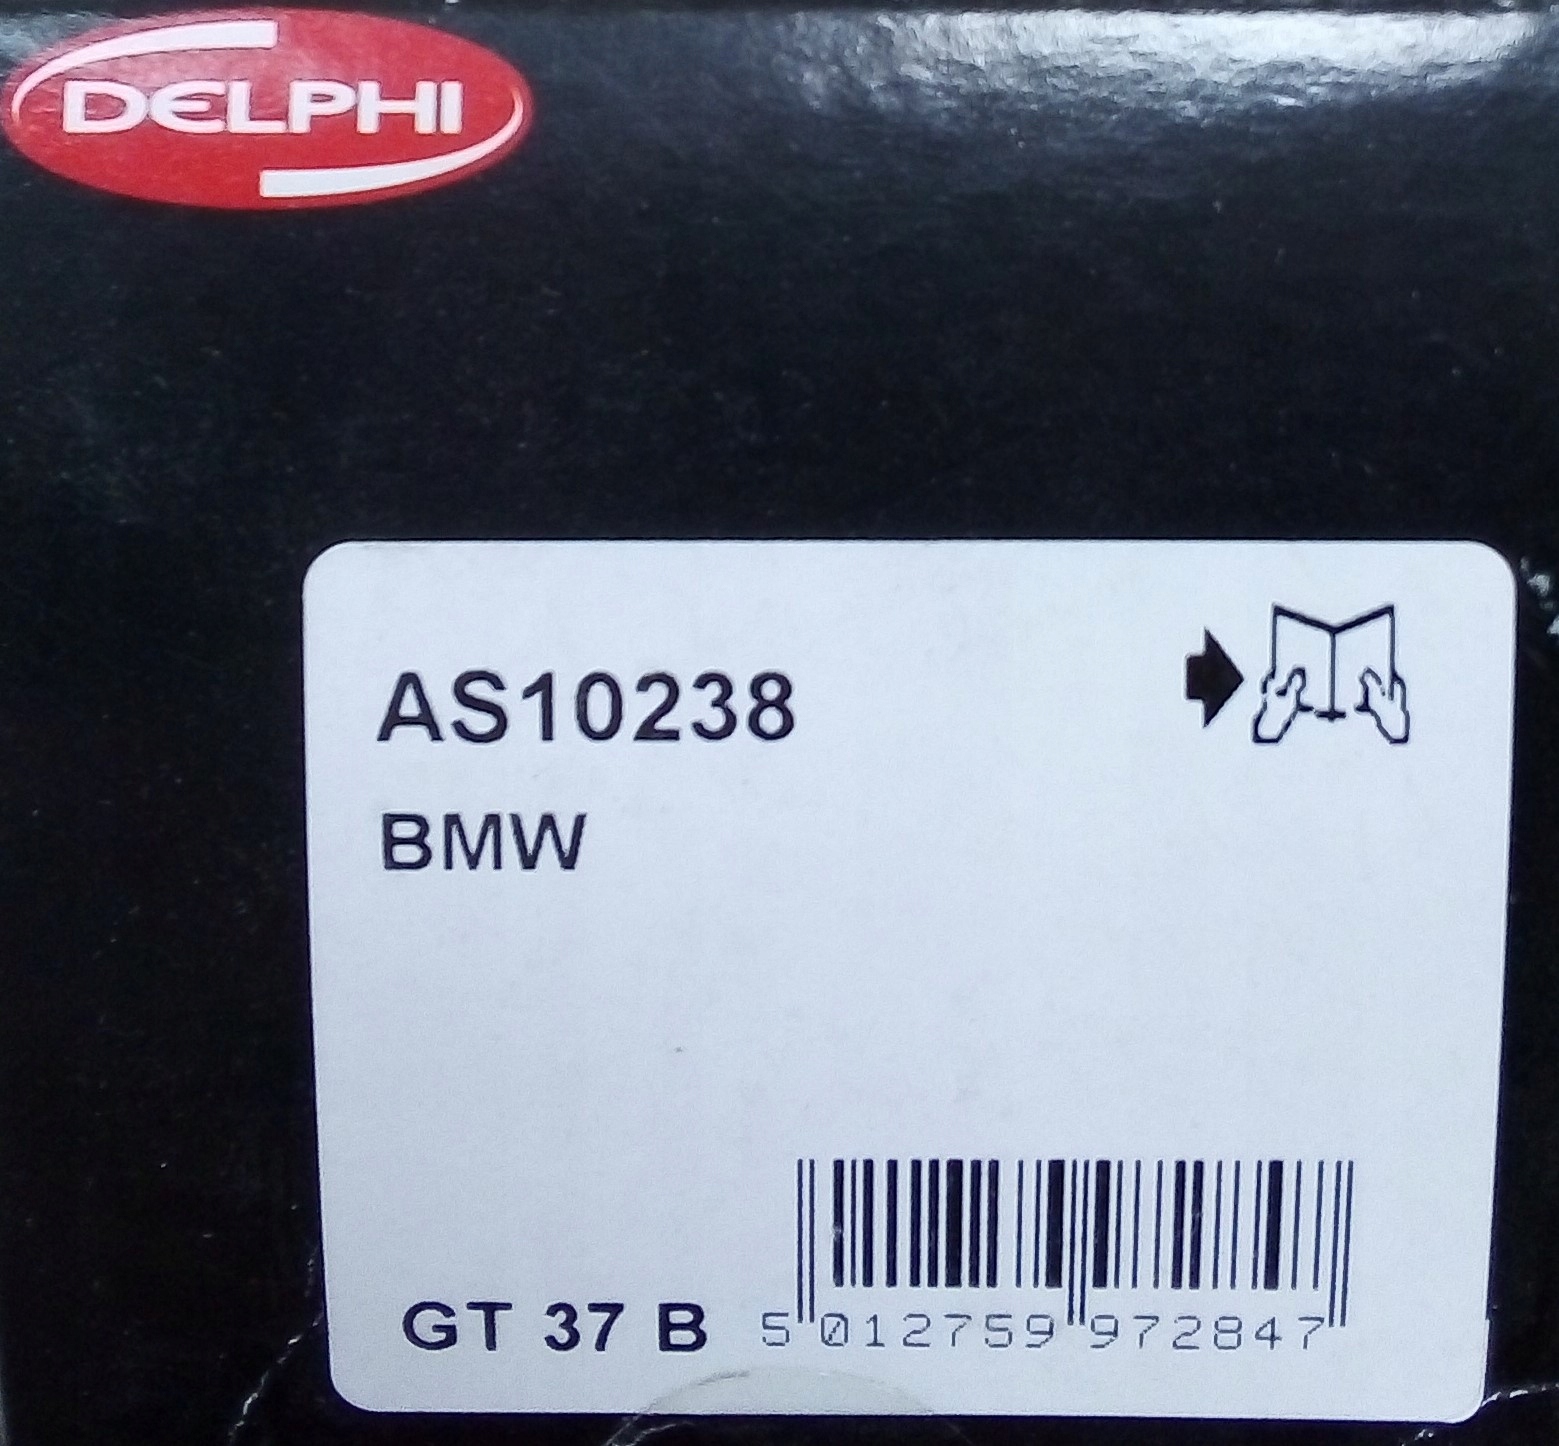 DELPHI
AS10238
BMW
GT 37 B
5 012759 972847